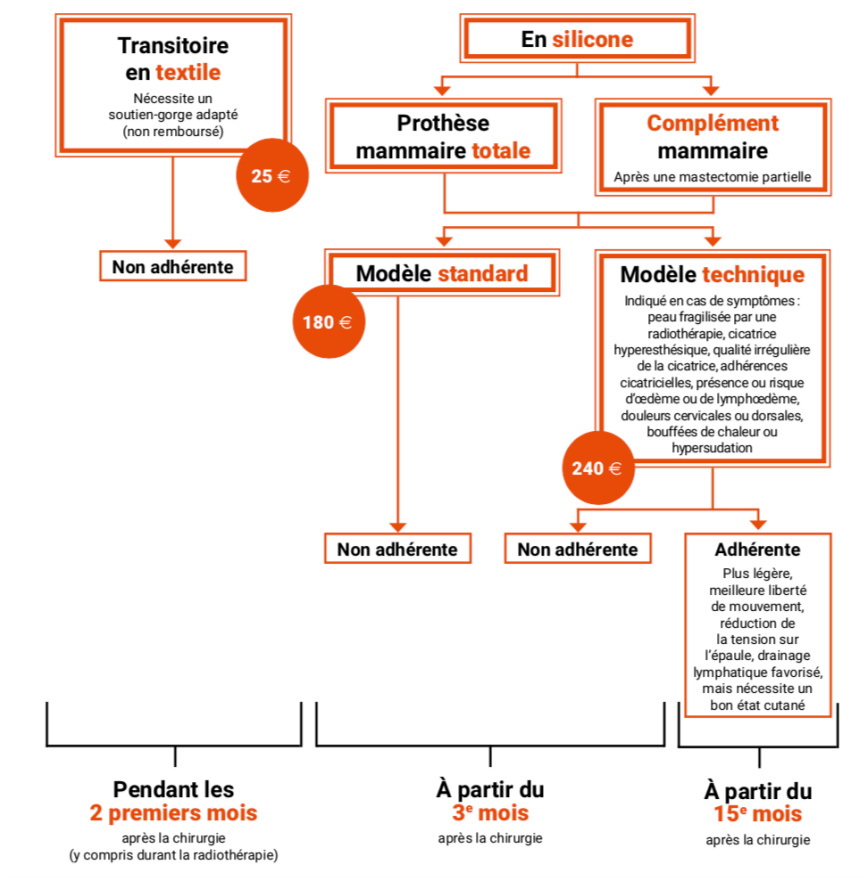 Transitoire
en textile
Nécessite un
soutien-gorge adapté
(non remboursé)
25 €
Non adhérente
En silicone
Prothèse
mammaire totale
Complément
mammaire
Après une mastectomie partielle
Modèle standard
180 €
Modèle technique
Indiqué en cas de symptômes :
peau fragilisée par une
radiothérapie, cicatrice
hyperesthésique, qualité irrégulière
de la cicatrice, adhérences
cicatricielles, présence ou risque
d’œdème ou de lymphœdème,
douleurs cervicales ou dorsales,
bouffées de chaleur ou
hypersudation
240 €
Non adhérente
Non adhérente
Adhérente
Plus légère,
meilleure liberté
de mouvement,
réduction de
la tension sur
l’épaule, drainage
lymphatique favorisé,
mais nécessite un
bon état cutané
Pendant les
2 premiers mois
après la chirurgie
(y compris durant la radiothérapie)
À partir du
3e mois
après la chirurgie
À partir du
15e mois
après la chirurgie